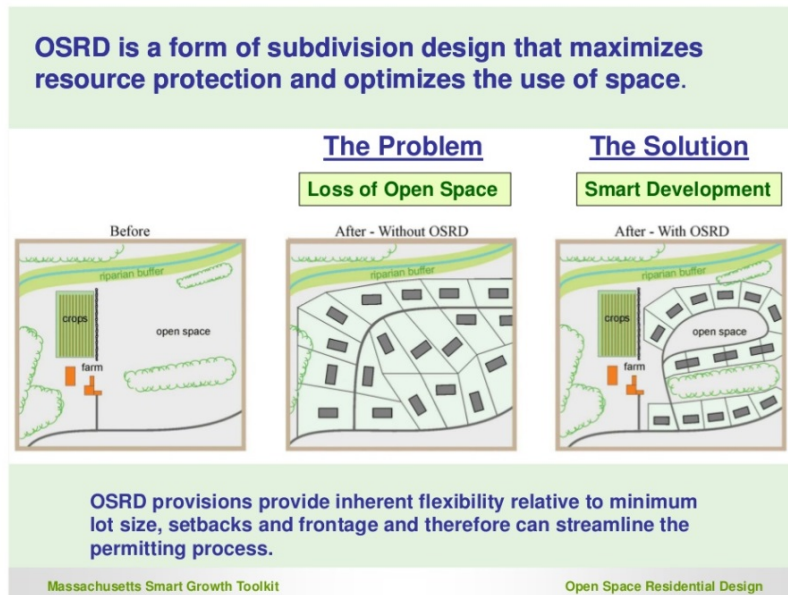 OSRD is a form of subdivision design that maximizes
resource protection and optimizes the use of space.
The Problem
The Solution
Loss of Open Space
Smart Development
Before
After - Without OSRD
After - With OSRD
riparian buffer
crops
open space
farm
riparian buffer
riparian buffer
crops
open space
farm
OSRD provisions provide inherent flexibility relative to minimum
lot size, setbacks and frontage and therefore can streamline the
permitting process.
Massachusetts Smart Growth Toolkit
Open Space Residential Design